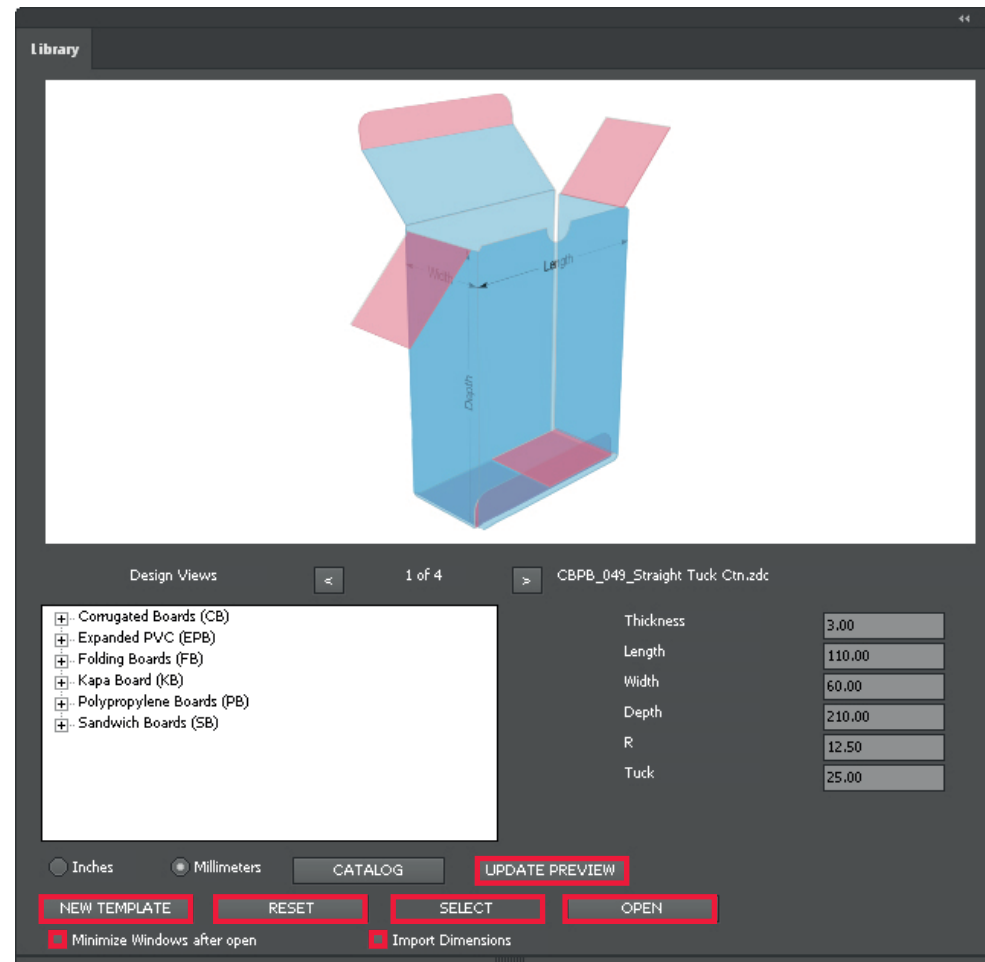 Library
Width
Length
Depth
Design Views < 1 of 4 > CBPB_049_Straight Tuck Ctn.zdc
Corrugated Boards (CB)
Expanded PVC (EPB)
Folding Boards (FB)
Kapa Board (KB)
Polypropylene Boards (PB)
Sandwich Boards (SB)
Thickness 3.00
Length 110.00
Width 60.00
Depth 210.00
R 12.50
Tuck 25.00
Inches Millimeters CATALOG UPDATE PREVIEW
NEW TEMPLATE RESET SELECT OPEN
Minimize Windows after open Import Dimensions